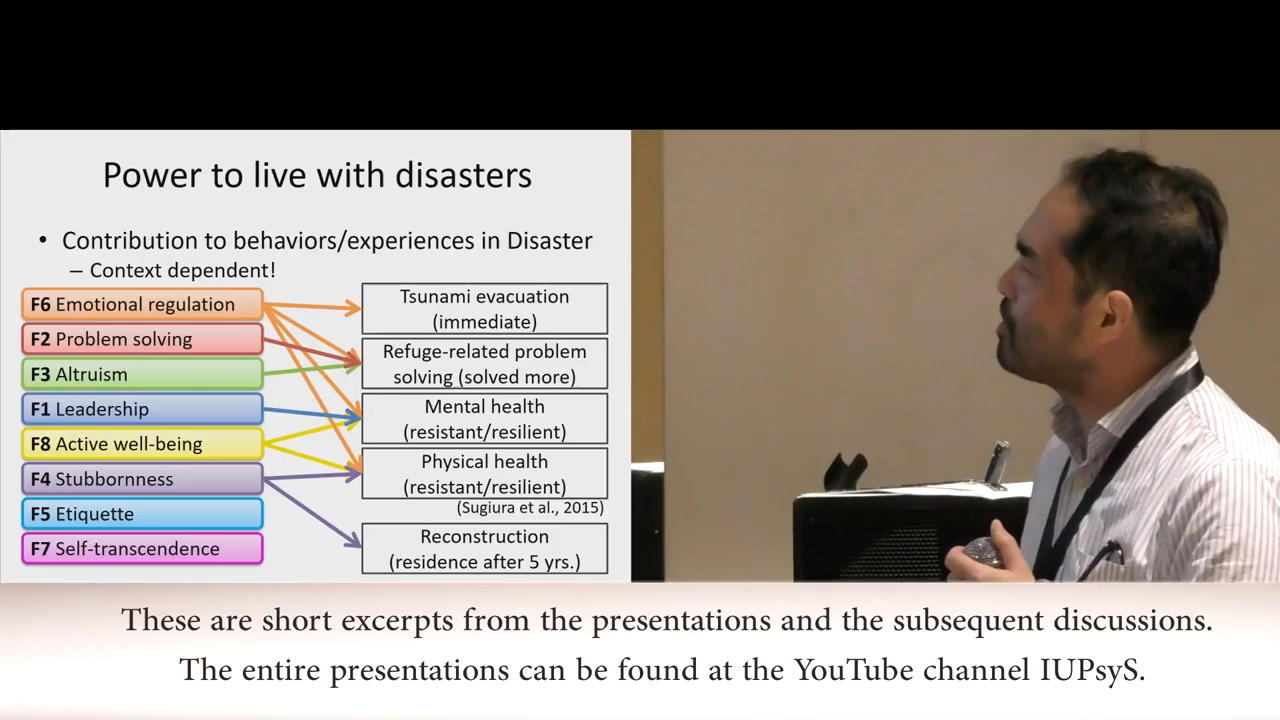 Power to live with disasters
• Contribution to behaviors/experiences in Disaster
– Context dependent!
F6 Emotional regulation
F2 Problem solving
F3 Altruism
F1 Leadership
F8 Active well-being
F4 Stubbornness
F5 Etiquette
F7 Self-transcendence
Tsunami evacuation
(immediate)
Refuge-related problem
solving (solved more)
Mental health
(resistant/resilient)
Physical health
(resistant/resilient)
(Sugiura et al., 2015)
Reconstruction
(residence after 5 yrs.)
These are short excerpts from the presentations and the subsequent discussions.
The entire presentations can be found at the YouTube channel IUPsyS.